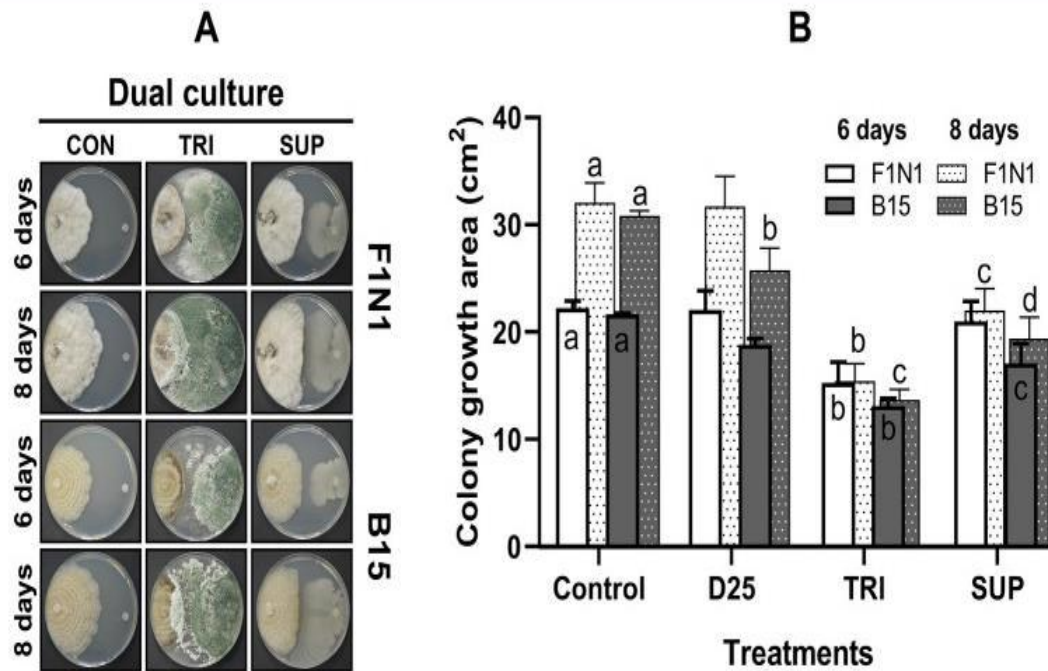 A
Dual culture
CON TRI SUP
6 days
8 days
F1N1
6 days
8 days
B15
B
Colony growth area (cm²)
40
30
20
10
0
6 days 8 days
F1N1 F1N1
B15 B15
a a
a a
b
b c
b b
c d
c
Control D25 TRI SUP
Treatments